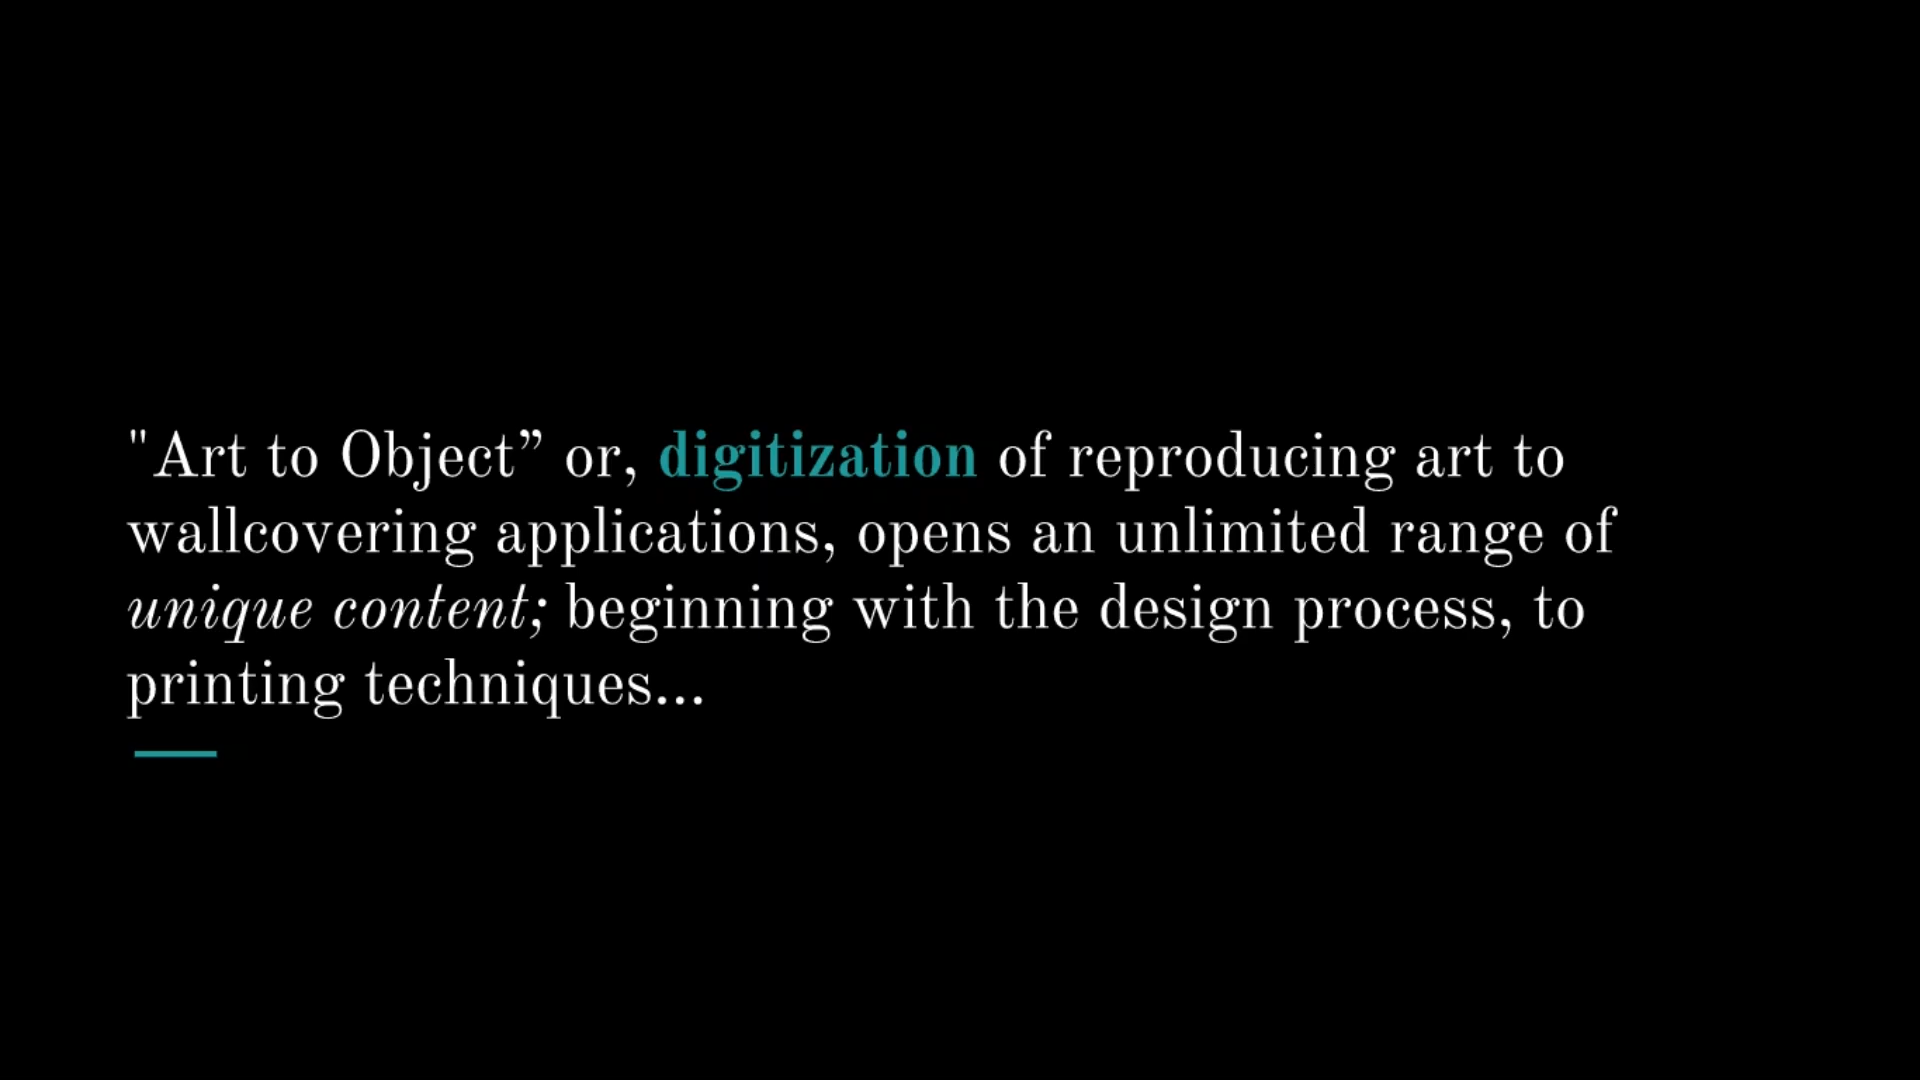 "Art to Object” or, digitization of reproducing art to
wallcovering applications, opens an unlimited range of
unique content; beginning with the design process, to
printing techniques...